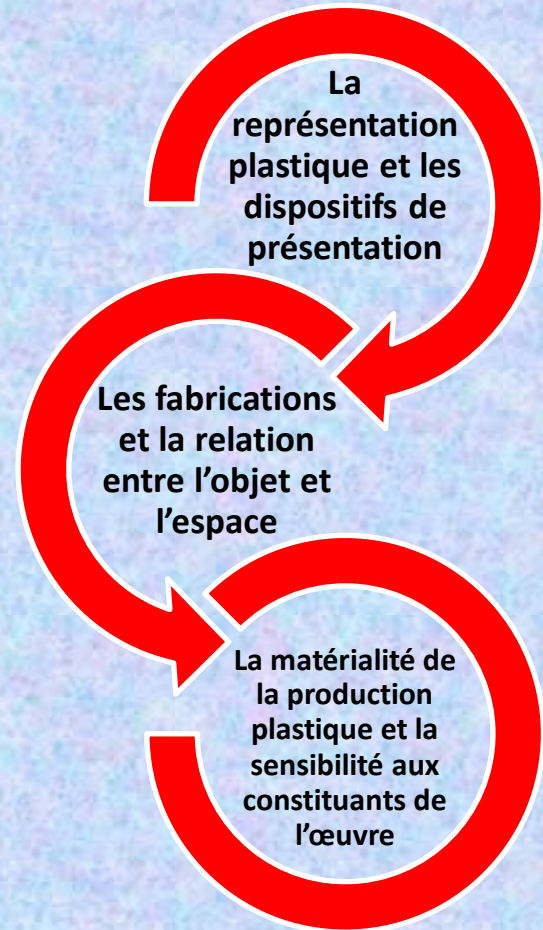 La
représentation
plastique et les
dispositifs de
présentation
Les fabrications
et la relation
entre l’objet et
l’espace
La matérialité de
la production
plastique et la
sensibilité aux
constituants de
l’œuvre